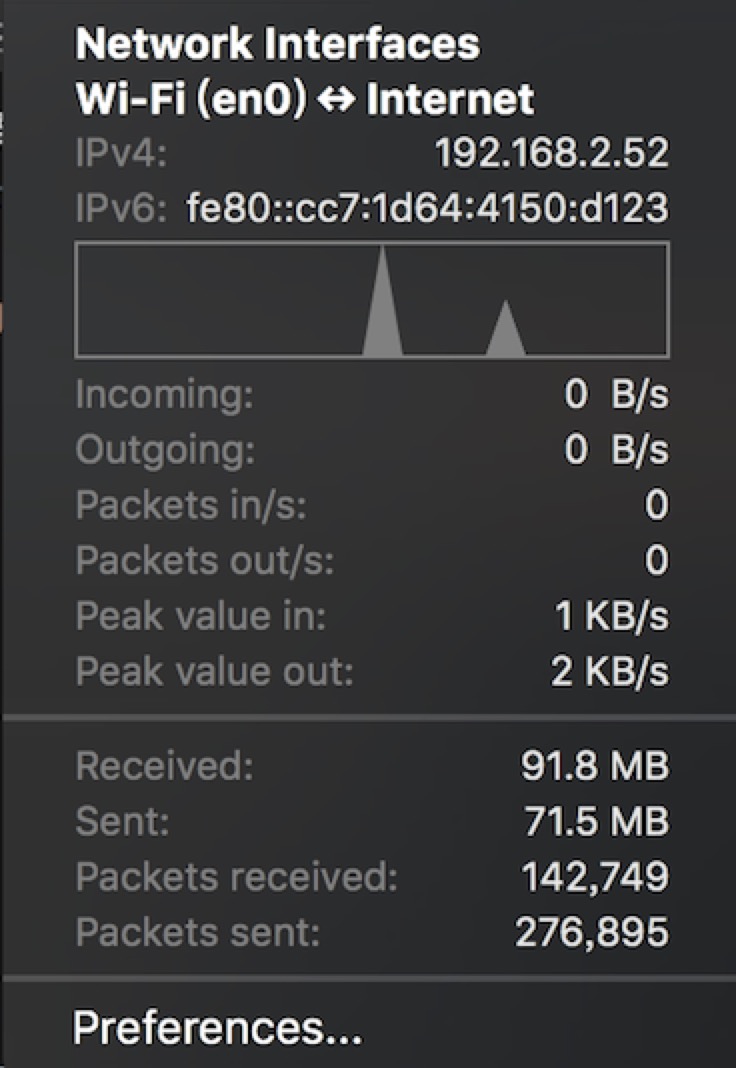 Network Interfaces
Wi-Fi (en0) ↔ Internet
IPv4: 192.168.2.52
IPv6: fe80::cc7:1d64:4150:d123
Incoming: 0 B/s
Outgoing: 0 B/s
Packets in/s: 0
Packets out/s: 0
Peak value in: 1 KB/s
Peak value out: 2 KB/s
Received: 91.8 MB
Sent: 71.5 MB
Packets received: 142,749
Packets sent: 276,895
Preferences...